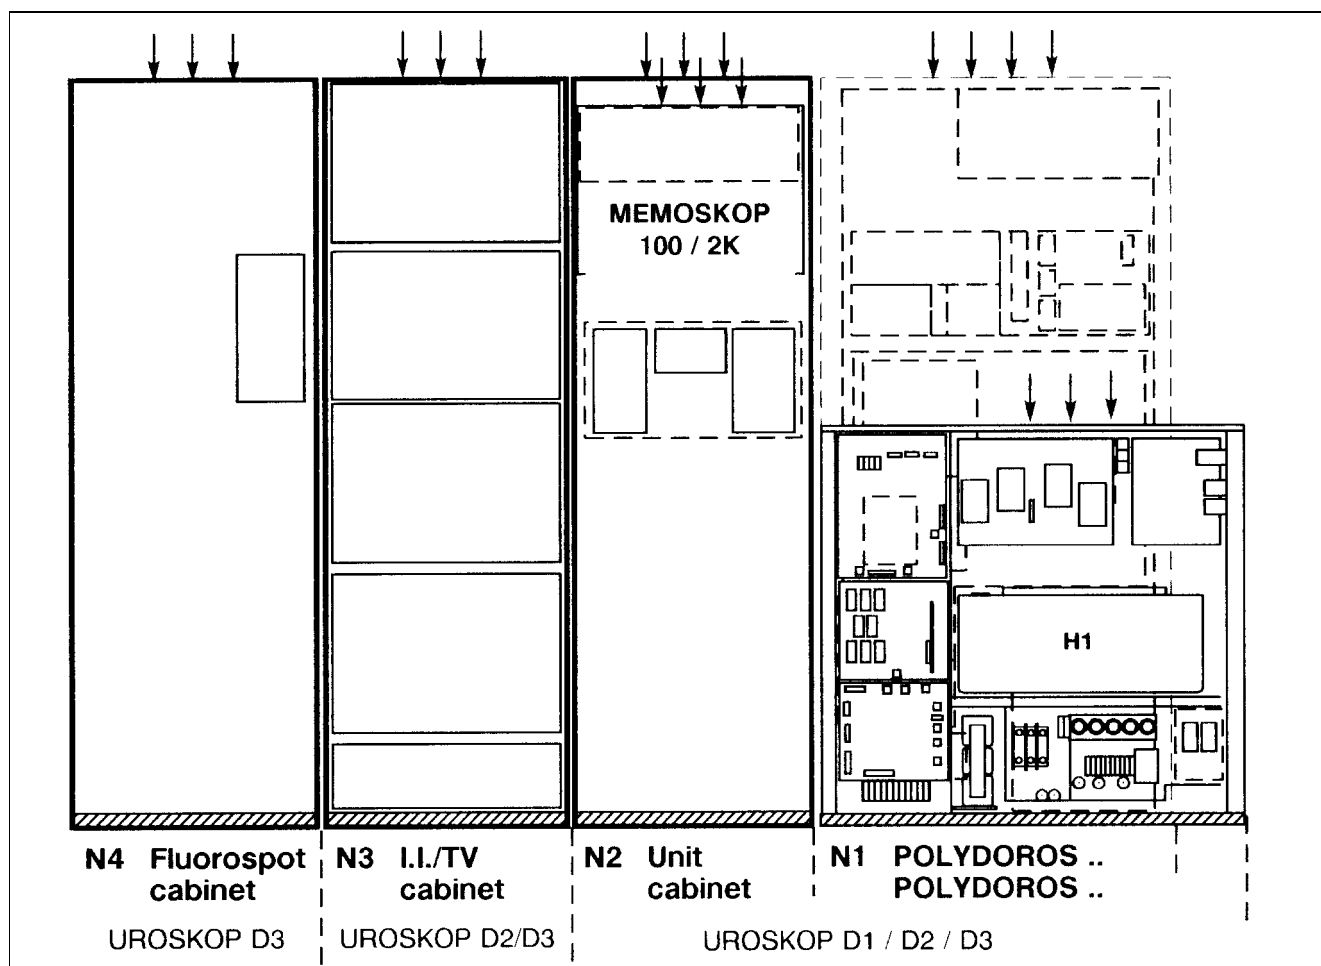 MEMOSKOP
100 / 2K
H1
N4 Fluorospot
cabinet
N3 I.I./TV
cabinet
N2 Unit
cabinet
N1 POLYDOROS ..
POLYDOROS ..
UROSKOP D3
UROSKOP D2/D3
UROSKOP D1 / D2 / D3